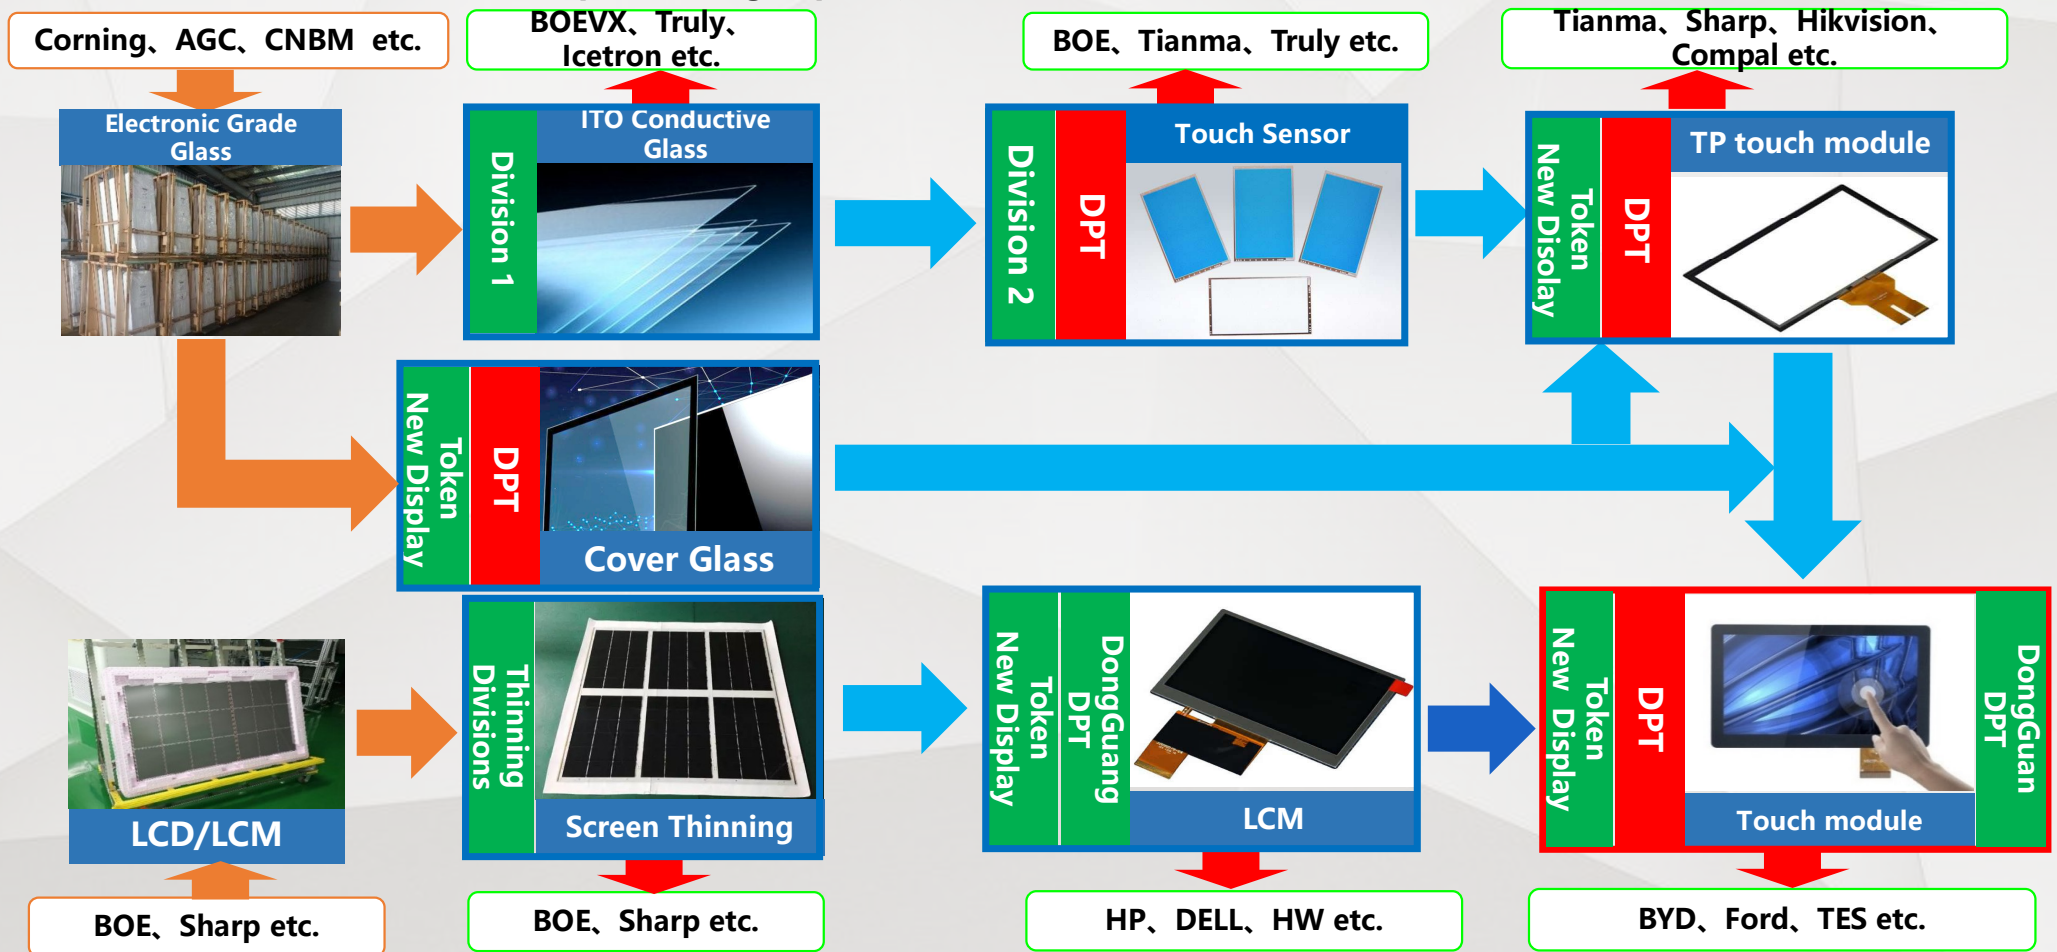 Corning、AGC、CNBM etc.
BOEVX、Truly、
Icetron etc.
BOE、Tianma、Truly etc.
Tianma、Sharp、Hikvision、
Compal etc.
Electronic Grade
Glass
Division 1
ITO Conductive
Glass
Division 2
DPT
Touch Sensor
Token
New Disolay
DPT
TP touch module
Token
New Display
DPT
Cover Glass
LCD/LCM
Thinning
Divisions
Screen Thinning
Token
New Display
DongGuang
DPT
LCM
Token
New Display
DPT
Touch module
DongGuan
DPT
BOE、Sharp etc.
BOE、Sharp etc.
HP、DELL、HW etc.
BYD、Ford、TES etc.